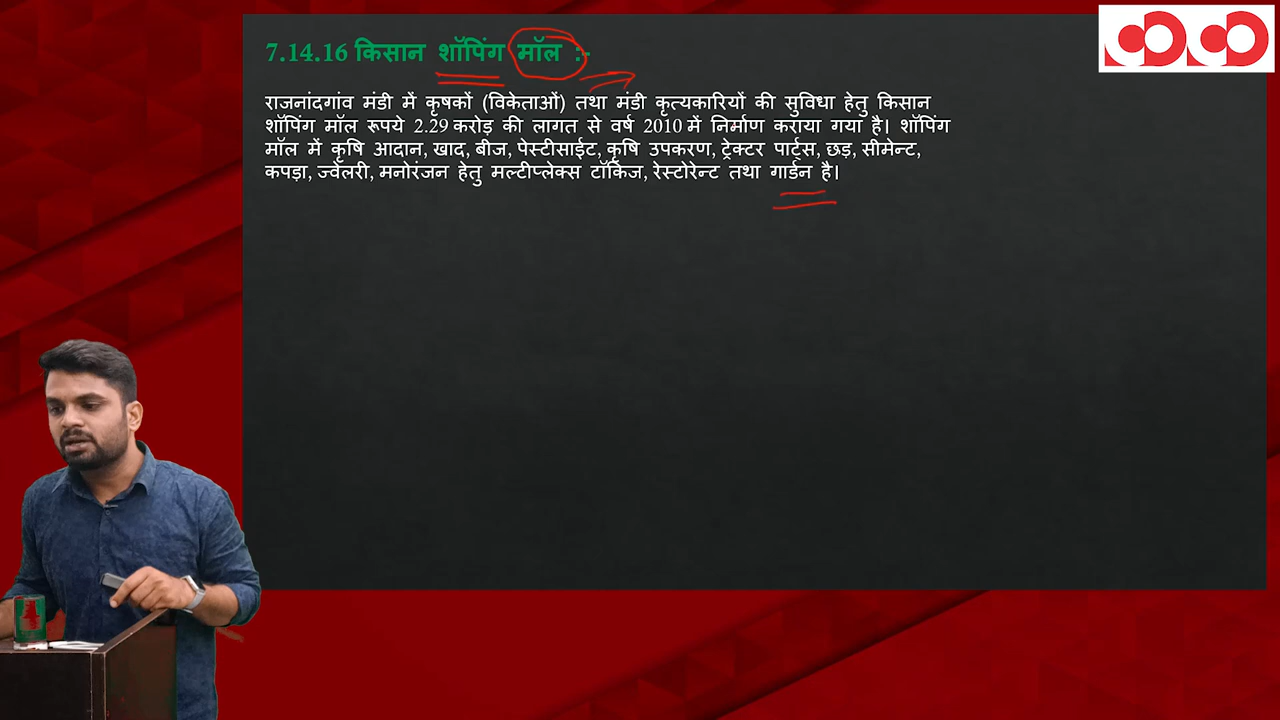 7.14.16 किसान शॉपिंग मॉल :-
राजनांदगांव मंडी में कृषकों (विकेताओं) तथा मंडी कृत्यकारियों की सुविधा हेतु किसान
शॉपिंग मॉल रूपये 2.29 करोड़ की लागत से वर्ष 2010 में निर्माण कराया गया है। शॉपिंग
मॉल में कृषि आदान, खाद, बीज, पेस्टीसाईट, कृषि उपकरण, ट्रेक्टर पार्ट्स, छड़, सीमेन्ट,
कपड़ा, ज्वेलरी, मनोरंजन हेतु मल्टीप्लेक्स टॉकिज, रेस्टोरेन्ट तथा गार्डन है।